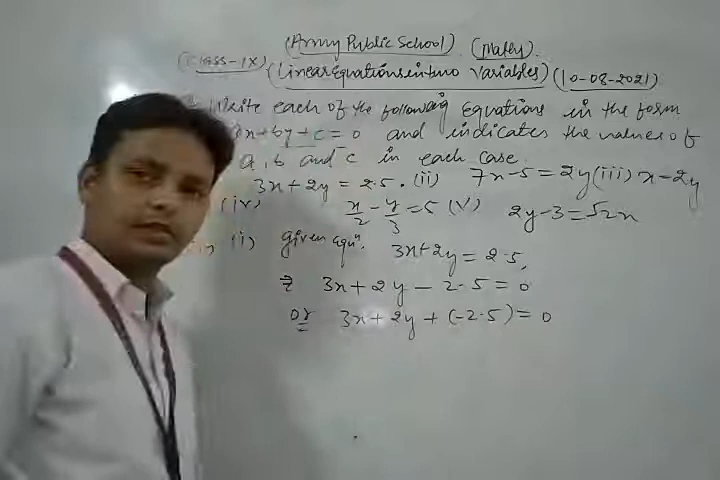 (Army Public School) (Maths).
(CLASS-IX) (Linear Equations in two Variables) (10-08-2021)
Write each of the following Equations in the form
x+by+c=0 and indicates the values of
a, b and c in each case.
3x+2y=2.5. (ii) 7x-5=2y (iii) x-2y
(iv) x/2 - y/3 = 5 (V) 2y-3=√2x
(i) given equⁿ. 3x+2y=2.5,
⇒ 3x+2y-2.5=0
or 3x+2y+(-2.5)=0